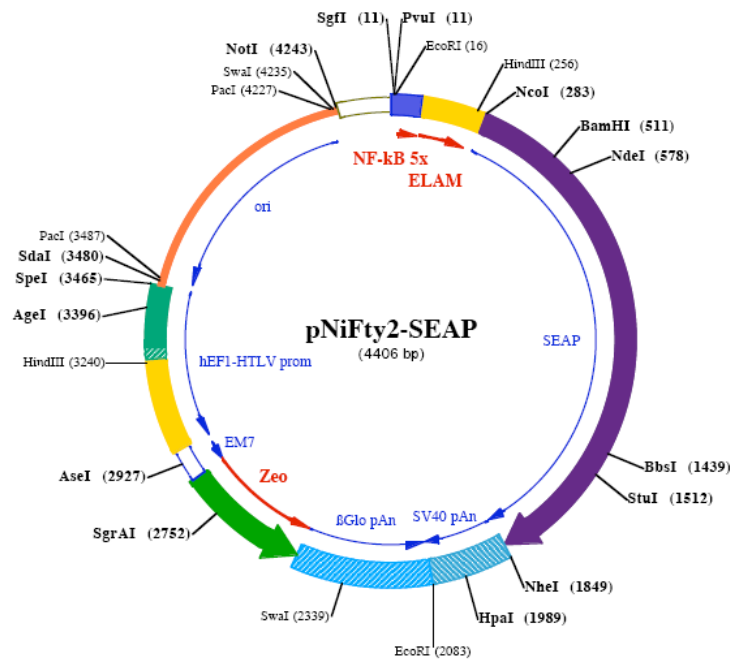 SgfI (11)
PvuI (11)
NotI (4243)
EcoRI (16)
SwaI (4235)
HindIII (256)
PacI (4227)
NcoI (283)
BamHI (511)
NF-kB 5x
NdeI (578)
ELAM
ori
PacI (3487)
SdaI (3480)
SpeI (3465)
AgeI (3396)
pNiFty2-SEAP
SEAP
(4406 bp)
HindIII (3240)
hEF1-HTLV prom
EM7
BbsI (1439)
AseI (2927)
Zeo
StuI (1512)
ßGlo pAn
SV40 pAn
SgrAI (2752)
NheI (1849)
SwaI (2339)
HpaI (1989)
EcoRI (2083)